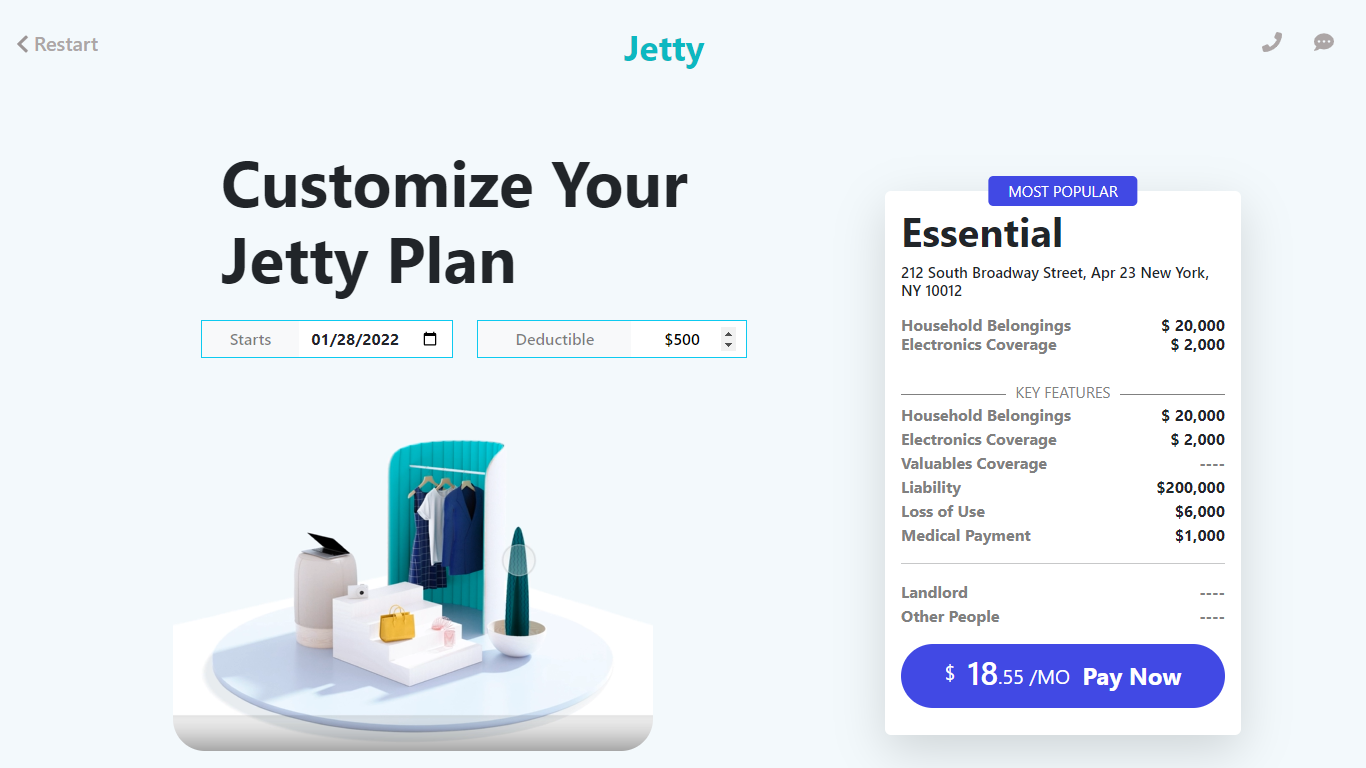 Restart
Jetty
Customize Your
Jetty Plan
Starts 01/28/2022
Deductible $500
MOST POPULAR
Essential
212 South Broadway Street, Apr 23 New York,
NY 10012
Household Belongings $ 20,000
Electronics Coverage $ 2,000
KEY FEATURES
Household Belongings $ 20,000
Electronics Coverage $ 2,000
Valuables Coverage ----
Liability $200,000
Loss of Use $6,000
Medical Payment $1,000
Landlord ----
Other People ----
$ 18.55 /MO Pay Now